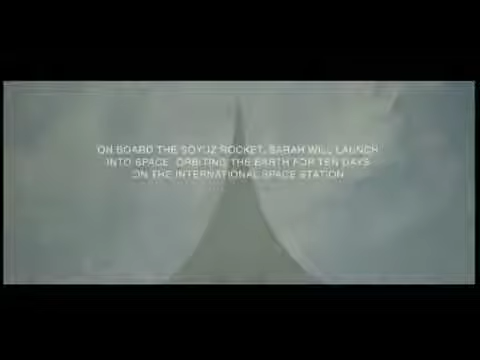 ON BOARD THE SOYUZ ROCKET, SARAH WILL LAUNCH
INTO SPACE, ORBITING THE EARTH FOR TEN DAYS
ON THE INTERNATIONAL SPACE STATION